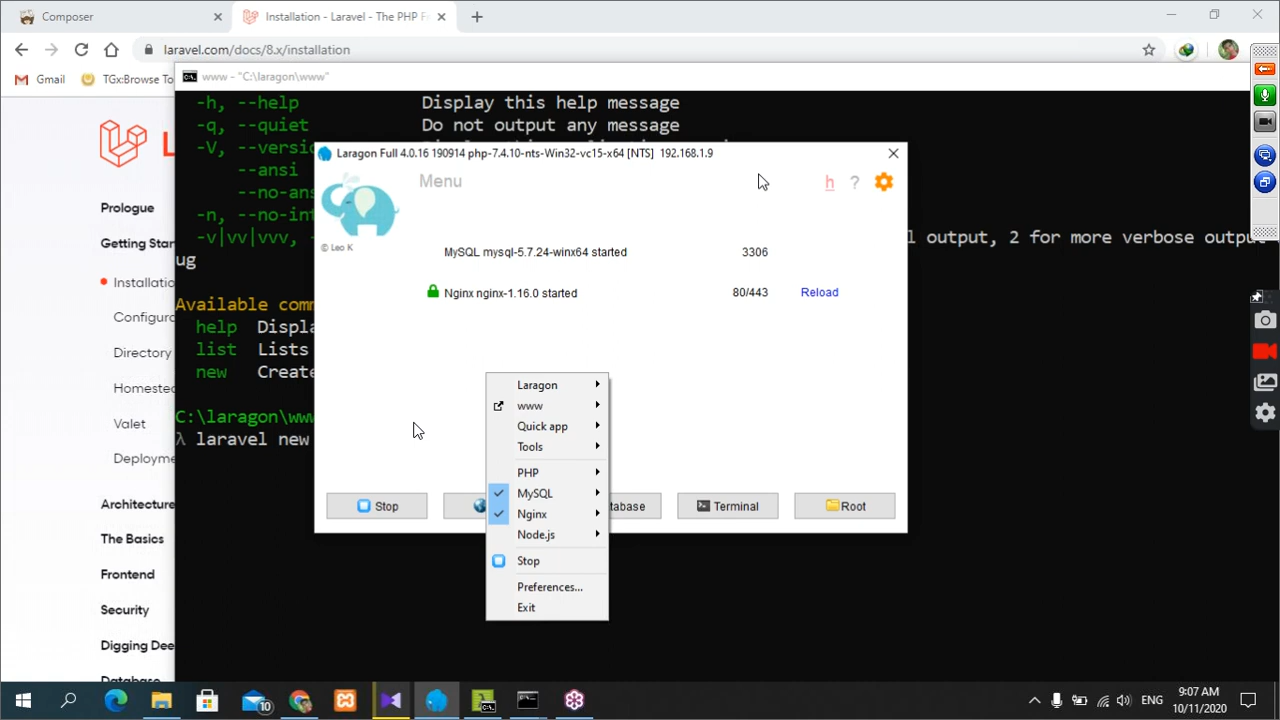 Composer
Installation - Laravel - The PHP F
laravel.com/docs/8.x/installation
Gmail
TGx:Browse To
www - "C:\laragon\www"
-h, --help Display this help message
-q, --quiet Do not output any message
-V, --versio
--ansi
--no-an
-n, --no-int
-v|vv|vvv, - l output, 2 for more verbose output
ug
Available comm
help Displa
list Lists
new Create
C:\laragon\www
λ laravel new
Prologue
Getting Star
Installatio
Configur
Directory
Homestea
Valet
Deployme
Architecture
The Basics
Frontend
Security
Digging Dee
Database
Laragon Full 4.0.16 190914 php-7.4.10-nts-Win32-vc15-x64 [NTS] 192.168.1.9
Menu
h ?
© Leo K
MySQL mysql-5.7.24-winx64 started 3306
Nginx nginx-1.16.0 started 80/443 Reload
Stop
tabase
Terminal
Root
Laragon
www
Quick app
Tools
PHP
MySQL
Nginx
Node.js
Stop
Preferences...
Exit
10
ENG
9:07 AM
10/11/2020